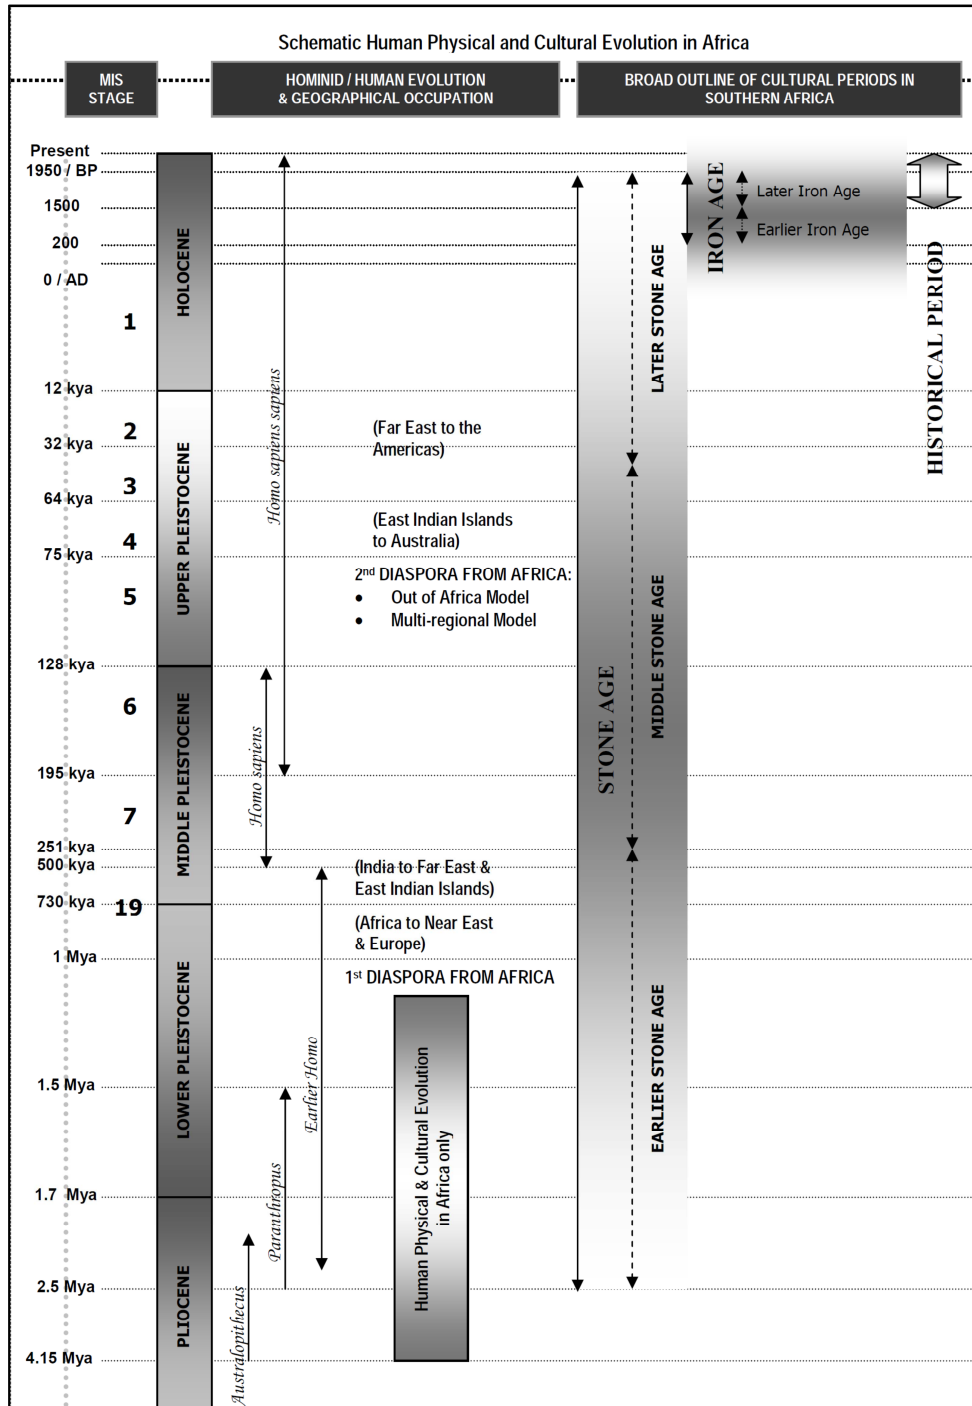 Schematic Human Physical and Cultural Evolution in Africa
MIS
STAGE
HOMINID / HUMAN EVOLUTION
& GEOGRAPHICAL OCCUPATION
BROAD OUTLINE OF CULTURAL PERIODS IN
SOUTHERN AFRICA
Present
1950 / BP
1500
200
0 / AD
12 kya
32 kya
64 kya
75 kya
128 kya
195 kya
251 kya
500 kya
730 kya
1 Mya
1.5 Mya
1.7 Mya
2.5 Mya
4.15 Mya
1
2
3
4
5
6
7
19
HOLOCENE
UPPER PLEISTOCENE
MIDDLE PLEISTOCENE
LOWER PLEISTOCENE
PLIOCENE
Homo sapiens sapiens
Homo sapiens
Earlier Homo
Paranthropus
Australopithecus
(Far East to the
Americas)
(East Indian Islands
to Australia)
2nd DIASPORA FROM AFRICA:
• Out of Africa Model
• Multi-regional Model
(India to Far East &
East Indian Islands)
(Africa to Near East
& Europe)
1st DIASPORA FROM AFRICA
Human Physical & Cultural Evolution
in Africa only
STONE AGE
LATER STONE AGE
MIDDLE STONE AGE
EARLIER STONE AGE
IRON AGE
Later Iron Age
Earlier Iron Age
HISTORICAL PERIOD